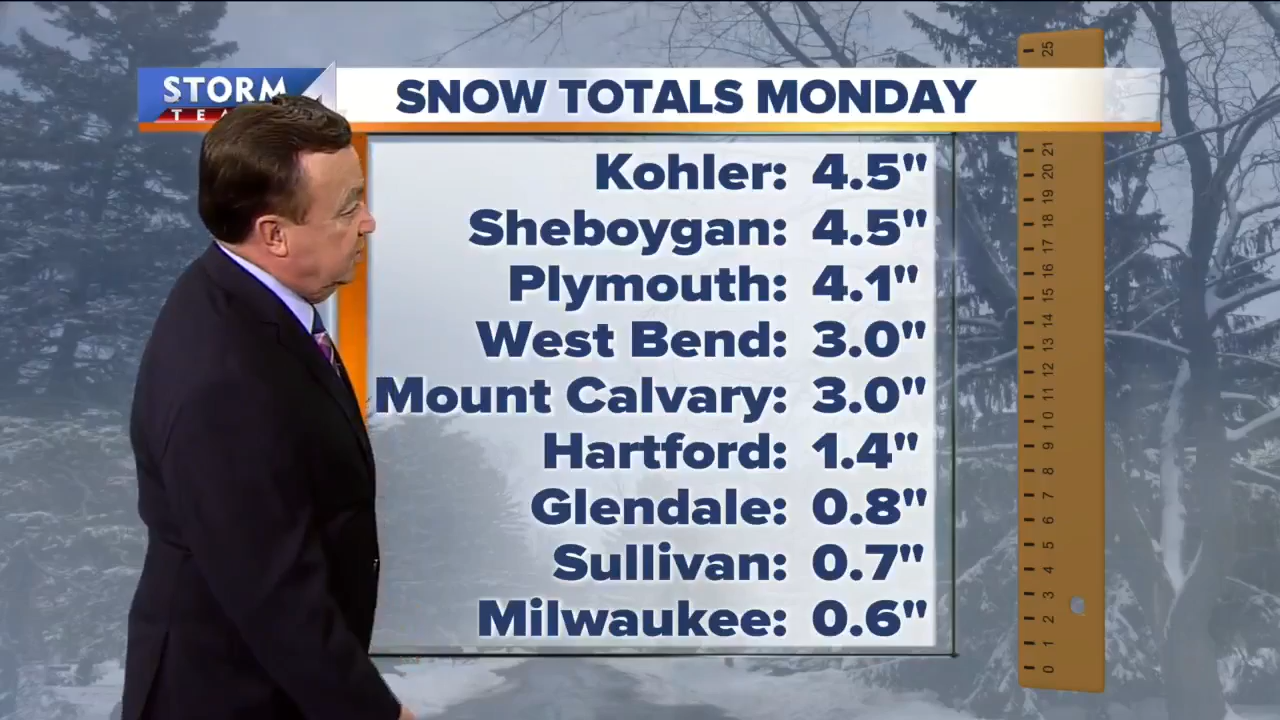 STORM
SNOW TOTALS MONDAY
Kohler: 4.5"
Sheboygan: 4.5"
Plymouth: 4.1"
West Bend: 3.0"
Mount Calvary: 3.0"
Hartford: 1.4"
Glendale: 0.8"
Sullivan: 0.7"
Milwaukee: 0.6"
25
21
20
19
18
17
16
15
14
13
12
11
10
9
8
7
6
5
4
3
2
1
0